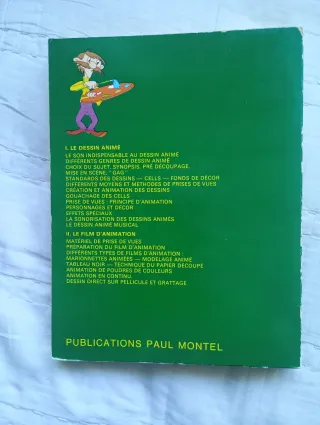 I. LE DESSIN ANIMÉ
LE SON INDISPENSABLE AU DESSIN ANIMÉ
DIFFÉRENTS GENRES DE DESSIN ANIMÉ
CHOIX DU SUJET, SYNOPSIS, PRÉ DÉCOUPAGE,
MISE EN SCÈNE, " GAG "
STANDARDS DES DESSINS — CELLS — FONDS DE DÉCOR
DIFFÉRENTS MOYENS ET MÉTHODES DE PRISES DE VUES
CRÉATION ET ANIMATION DES DESSINS
GOUACHAGE DES CELLS
PRISE DE VUES : PRINCIPE D'ANIMATION
PERSONNAGES ET DÉCOR
EFFETS SPÉCIAUX
LA SONORISATION DES DESSINS ANIMÉS
LE DESSIN ANIMÉ MUSICAL
II. LE FILM D'ANIMATION
MATÉRIEL DE PRISE DE VUES
PRÉPARATION DU FILM D'ANIMATION
DIFFÉRENTS TYPES DE FILMS D'ANIMATION :
MARIONNETTES ANIMÉES — MODELAGE ANIMÉ
TABLEAU NOIR — TECHNIQUE DU PAPIER DÉCOUPÉ
ANIMATION DE POUDRES DE COULEURS
ANIMATION EN CONTINU.
DESSIN DIRECT SUR PELLICULE ET GRATTAGE
PUBLICATIONS PAUL MONTEL